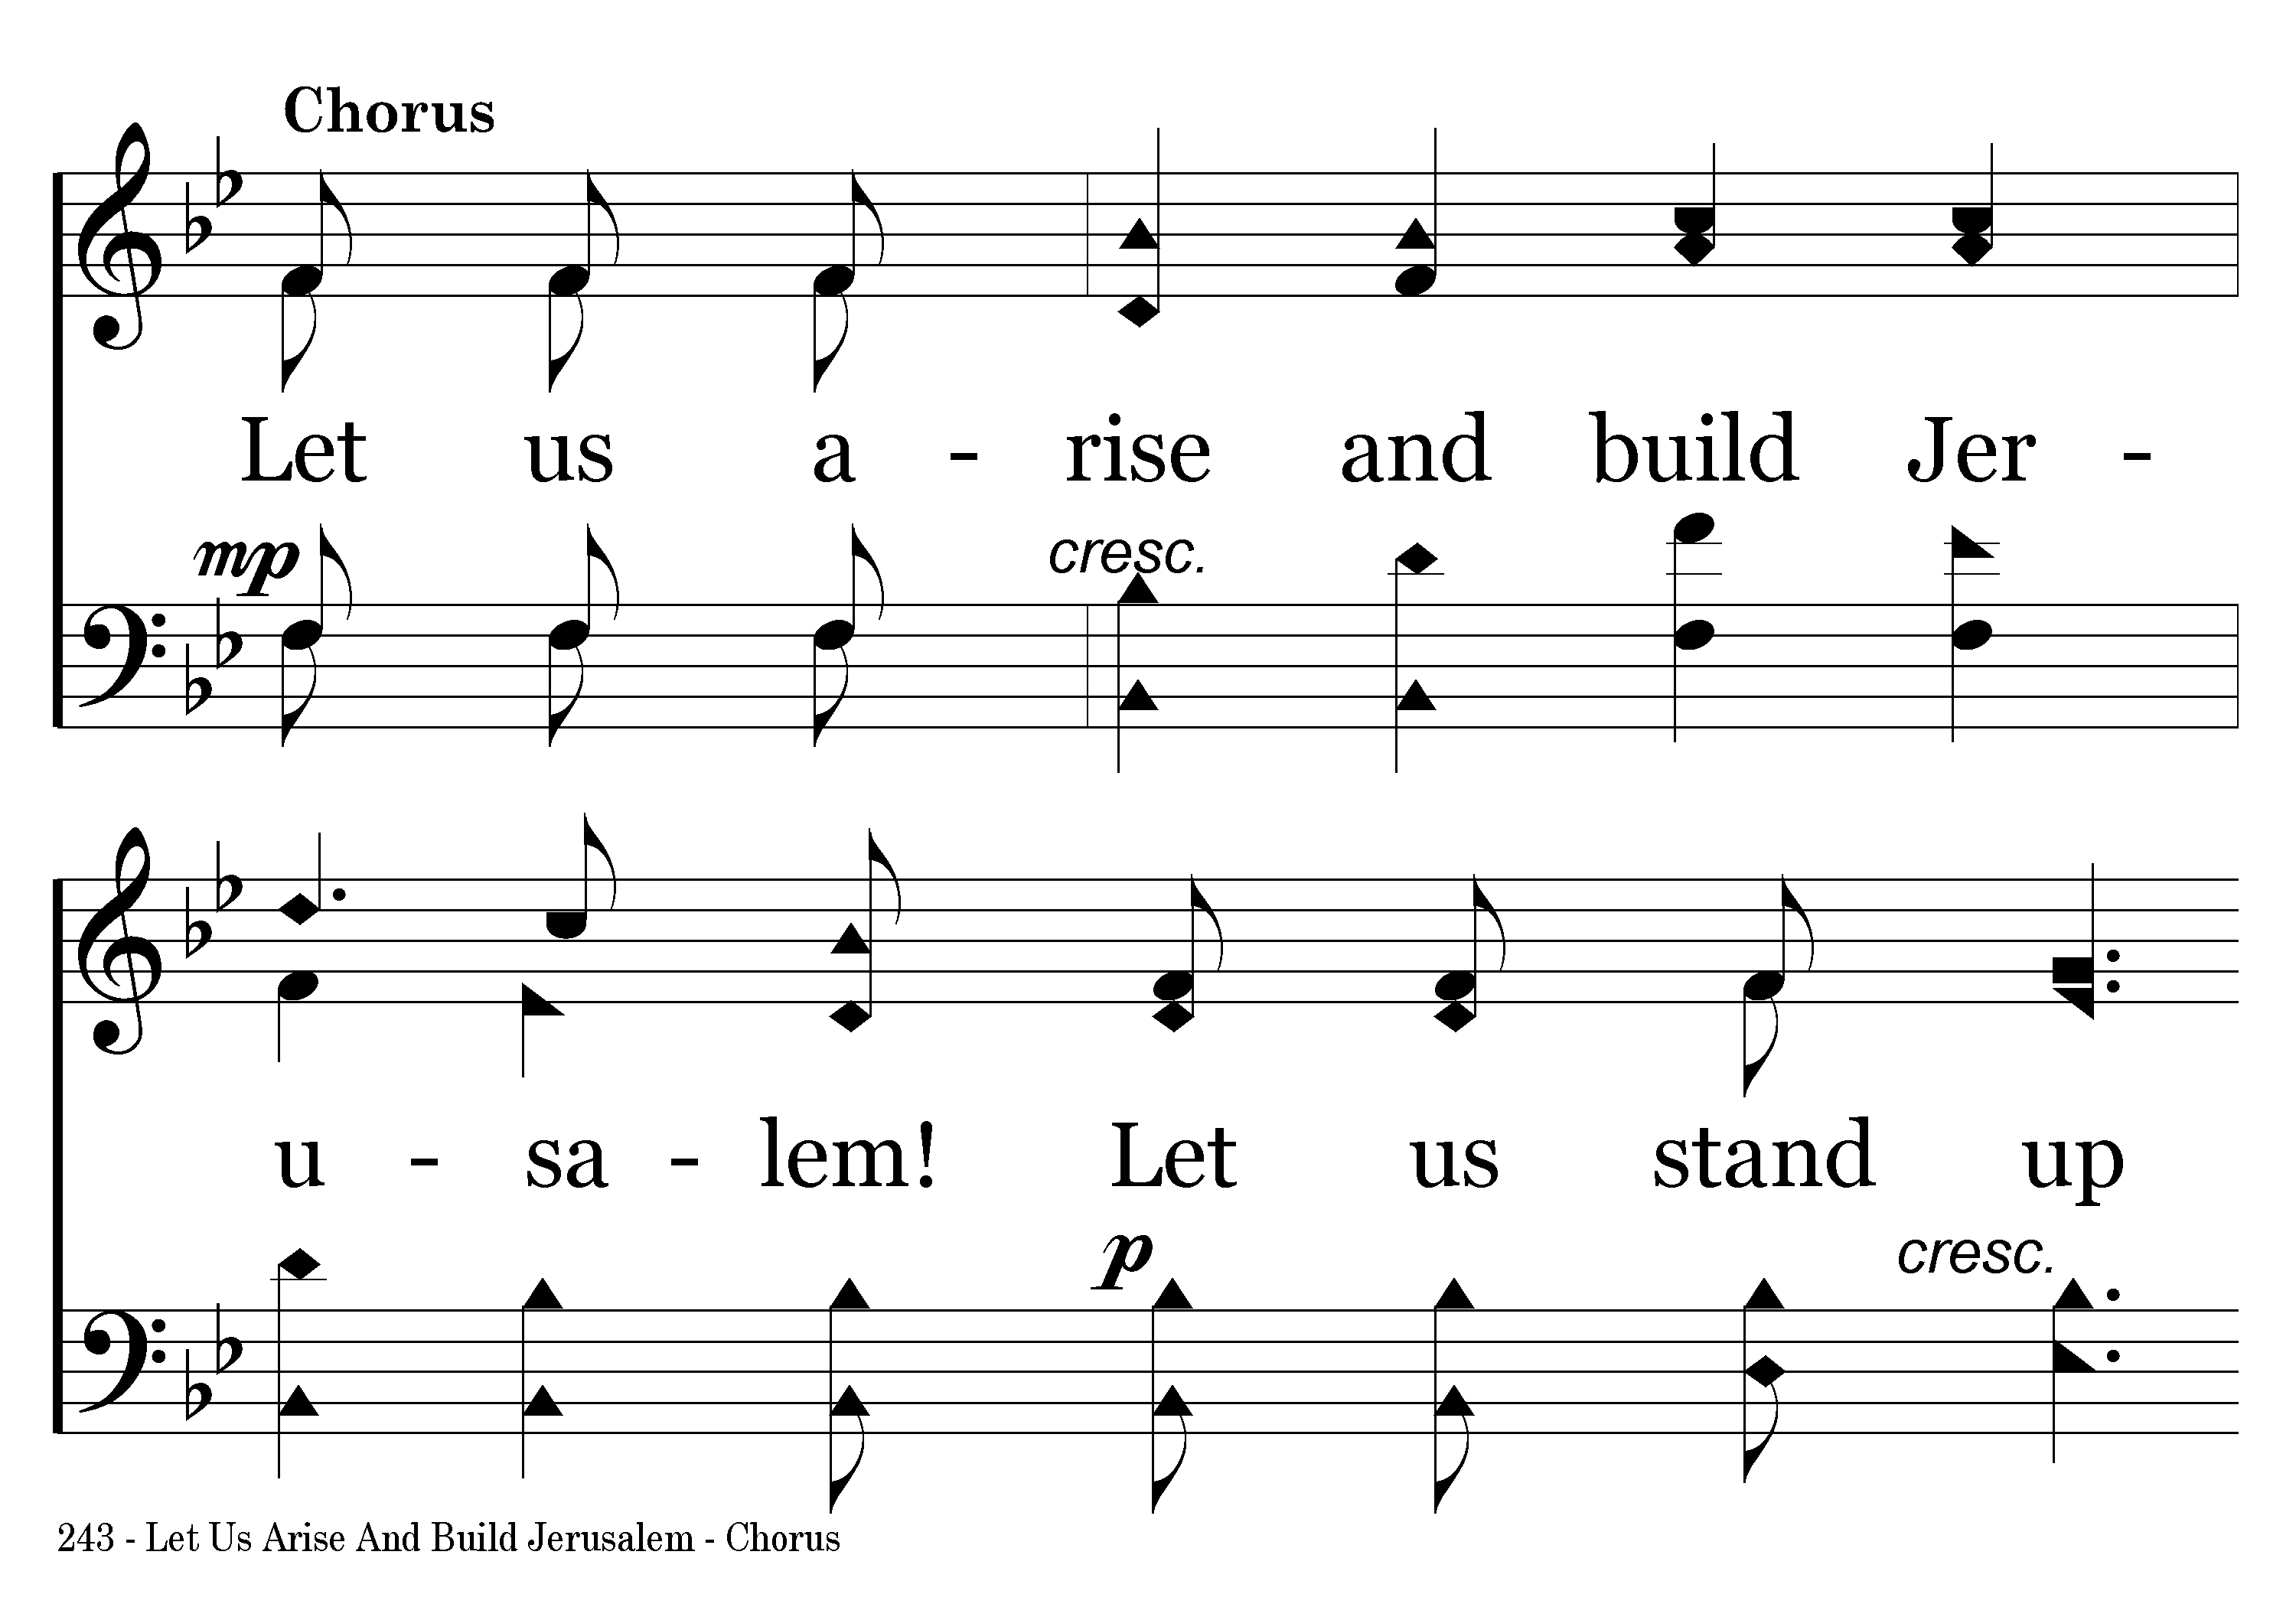 Chorus
Let us a - rise and build Jer -
mp cresc.
u - sa - lem! Let us stand up
p cresc.
243 - Let Us Arise And Build Jerusalem - Chorus